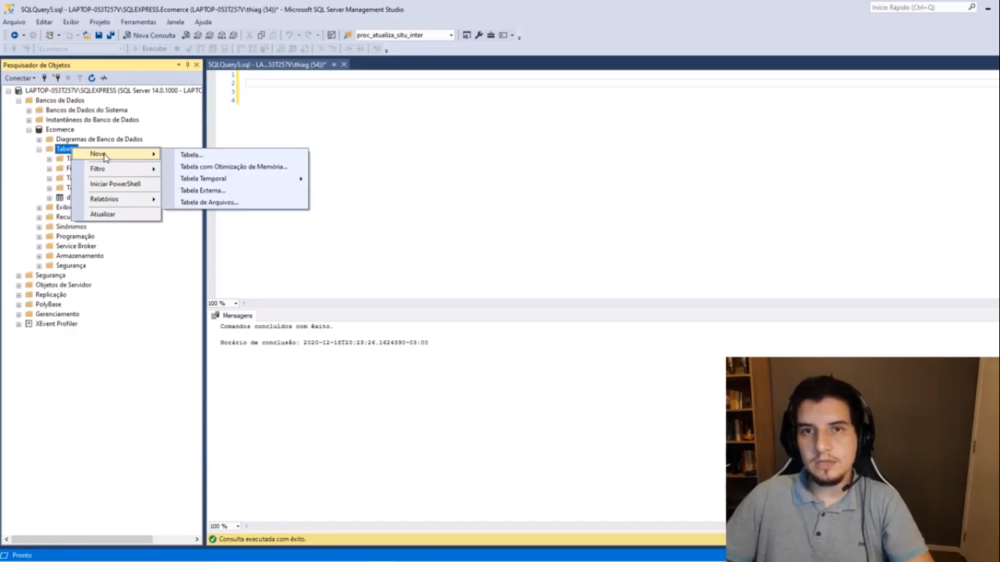 SQLQuery5.sql - LAPTOP-053T257V\SQLEXPRESS.Ecomerce (LAPTOP-053T257V\thiag (54))* - Microsoft SQL Server Management Studio
Início Rápido (Ctrl+Q)
Arquivo Editar Exibir Projeto Ferramentas Janela Ajuda
Nova Consulta proc_atualiza_situ_inter
Ecomerce Executar
Pesquisador de Objetos
SQLQuery5.sql - LA...53T257V\thiag (54))*
Conectar
LAPTOP-053T257V\SQLEXPRESS (SQL Server 14.0.1000 - LAPTC
Bancos de Dados
Bancos de Dados do Sistema
Instantâneos do Banco de Dados
Ecomerce
Diagramas de Banco de Dados
Tabel
Exibi
Recu
Sinônimos
Programação
Service Broker
Armazenamento
Segurança
Segurança
Objetos de Servidor
Replicação
PolyBase
Gerenciamento
XEvent Profiler
Novo
Filtro
Iniciar PowerShell
Relatórios
Atualizar
Tabela...
Tabela com Otimização de Memória...
Tabela Temporal
Tabela Externa...
Tabela de Arquivos...
1
2
3
4
100 %
Mensagens
Comandos concluídos com êxito.
Horário de conclusão: 2020-12-18T20:23:26.1624390-03:00
100 %
Consulta executada com êxito.
Pronto